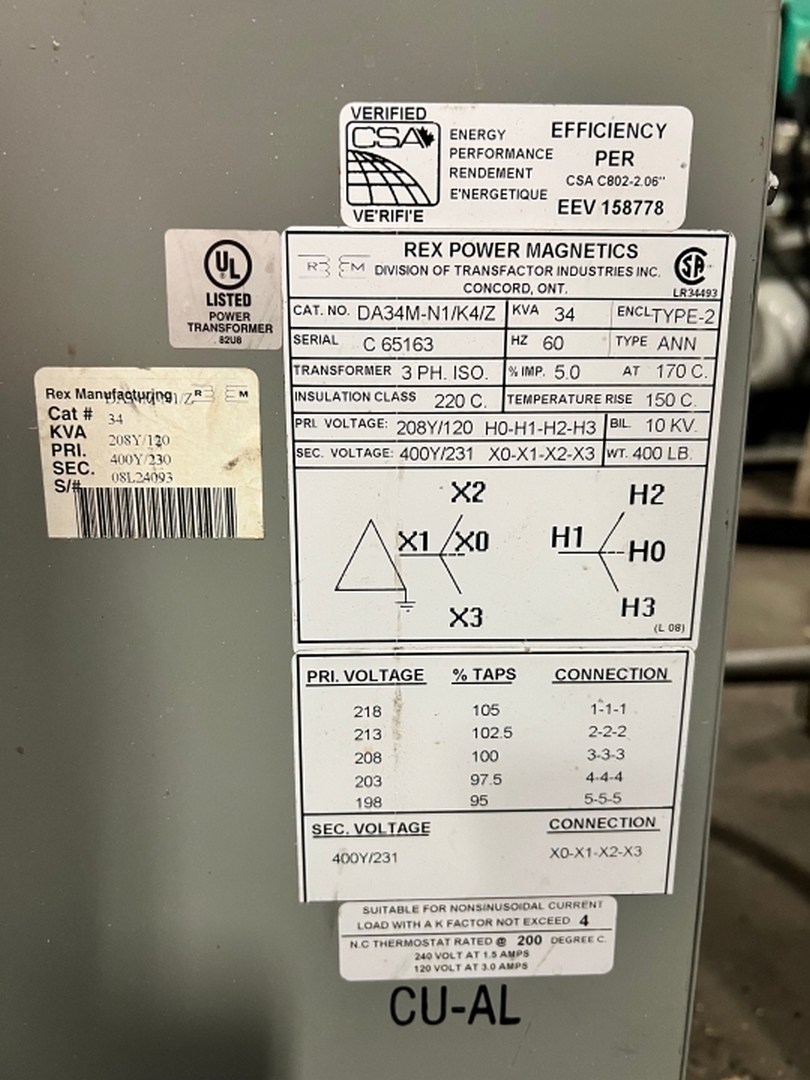 VERIFIED
CSA
VE'RIFI'E
ENERGY
PERFORMANCE
RENDEMENT
E'NERGETIQUE
EFFICIENCY
PER
CSA C802-2.06"
EEV 158778
UL
LISTED
POWER
TRANSFORMER
82U8
REX POWER MAGNETICS
DIVISION OF TRANSFACTOR INDUSTRIES INC.
CONCORD, ONT.
LR34493
CAT. NO. DA34M-N1/K4/Z KVA 34 ENCL TYPE-2
SERIAL C 65163 HZ 60 TYPE ANN
TRANSFORMER 3 PH. ISO. % IMP. 5.0 AT 170 C.
INSULATION CLASS 220 C. TEMPERATURE RISE 150 C.
PRI. VOLTAGE: 208Y/120 H0-H1-H2-H3 BIL. 10 KV.
SEC. VOLTAGE: 400Y/231 X0-X1-X2-X3 WT. 400 LB.
X2 H2
X1 X0 H1 H0
X3 H3
(L 08)
Rex Manufacturing
Cat #
KVA 34
PRI. 208Y/120
SEC. 400Y/230
S/# 08L24093
PRI. VOLTAGE % TAPS CONNECTION
218 105 1-1-1
213 102.5 2-2-2
208 100 3-3-3
203 97.5 4-4-4
198 95 5-5-5
SEC. VOLTAGE CONNECTION
400Y/231 X0-X1-X2-X3
SUITABLE FOR NONSINUSOIDAL CURRENT
LOAD WITH A K FACTOR NOT EXCEED 4
N.C THERMOSTAT RATED @ 200 DEGREE C.
240 VOLT AT 1.5 AMPS
120 VOLT AT 3.0 AMPS
CU-AL